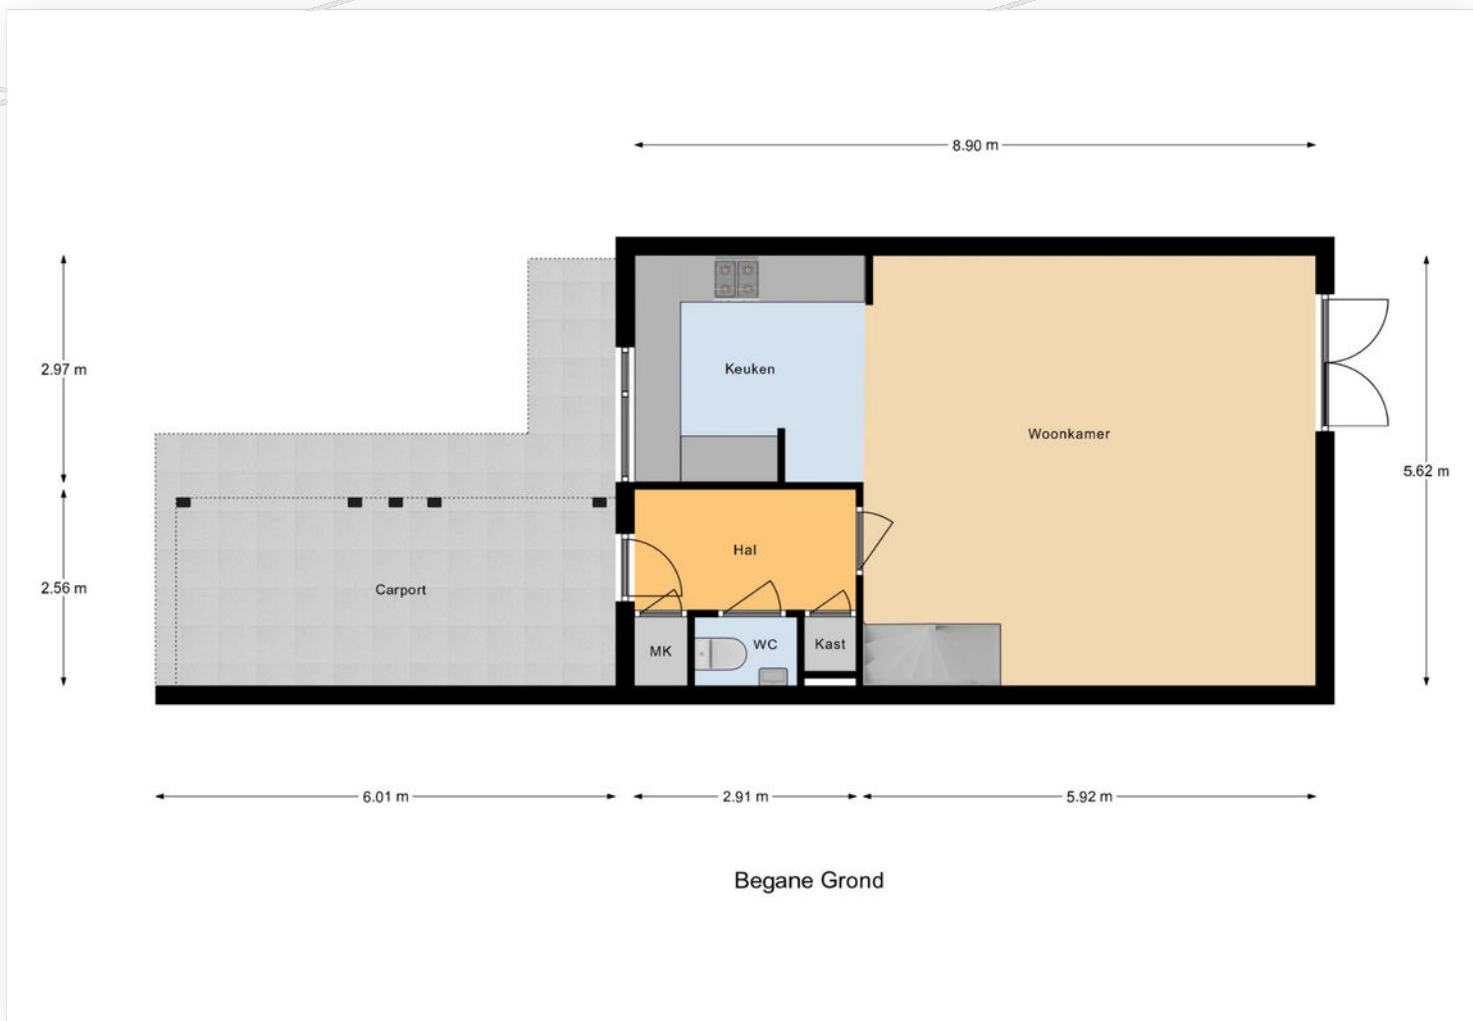 8.90 m
2.97 m
Keuken
Woonkamer
5.62 m
Hal
2.56 m
Carport
MK
WC
Kast
6.01 m
2.91 m
5.92 m
Begane Grond